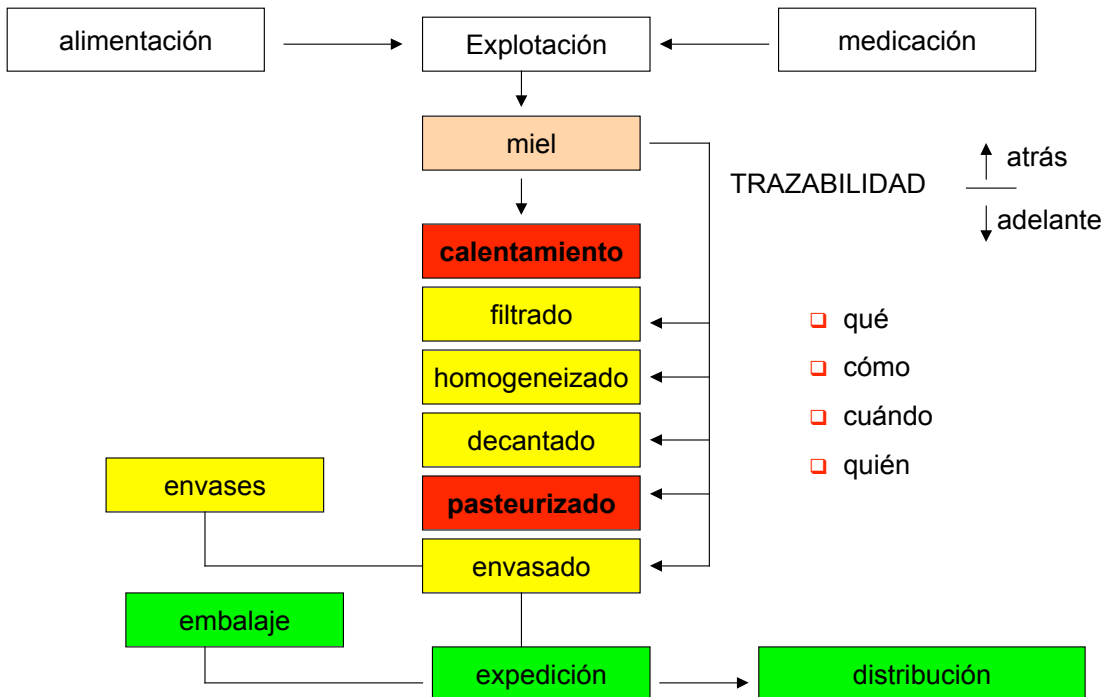 alimentación
Explotación
medicación
miel
TRAZABILIDAD
atrás
adelante
calentamiento
filtrado
qué
homogeneizado
cómo
decantado
cuándo
envases
pasteurizado
quién
envasado
embalaje
expedición
distribución